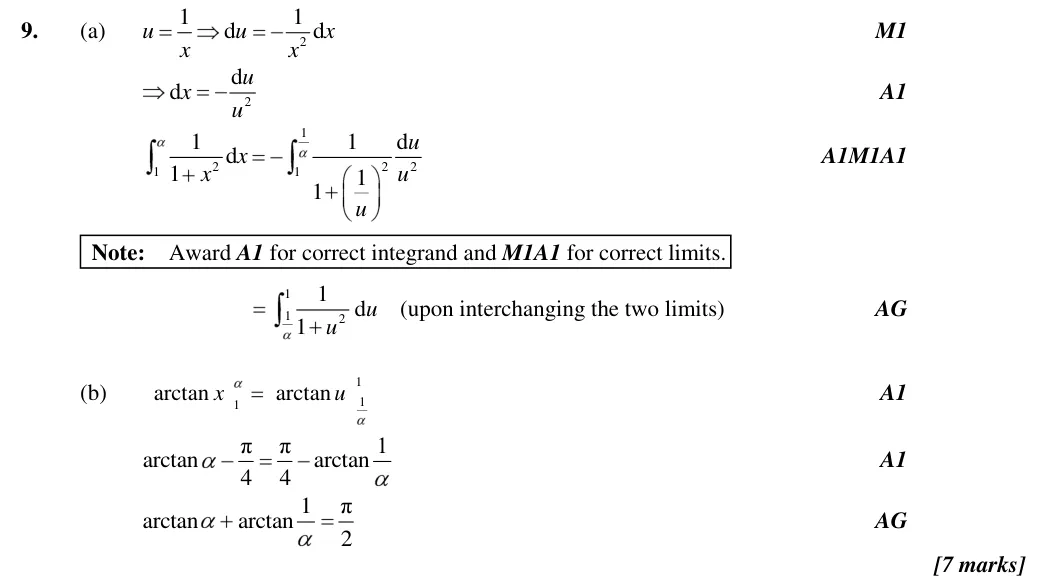 9. (a) u = 1/x ⇒ du = −1/x² dx M1
⇒ dx = −du/u² A1
∫₁^α 1/(1 + x²) dx = −∫₁^(1/α) 1/(1 + (1/u)²) du/u² A1M1A1
Note: Award A1 for correct integrand and M1A1 for correct limits.
= ∫_(1/α)^1 1/(1 + u²) du (upon interchanging the two limits) AG
(b) arctan x ₁^α = arctan u _(1/α)^1 A1
arctan α − π/4 = π/4 − arctan 1/α A1
arctan α + arctan 1/α = π/2 AG
[7 marks]